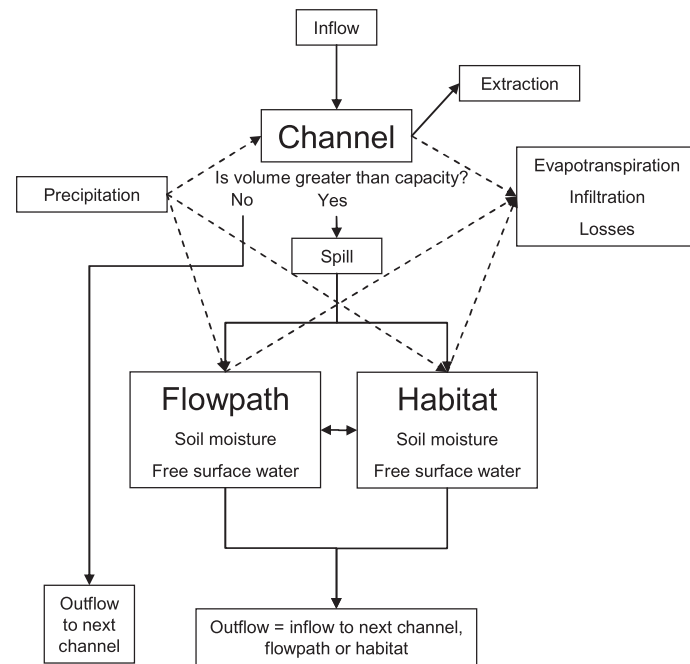 Inflow
Extraction
Channel
Is volume greater than capacity?
No
Yes
Precipitation
Evapotranspiration
Infiltration
Losses
Spill
Flowpath
Soil moisture
Free surface water
Habitat
Soil moisture
Free surface water
Outflow
to next
channel
Outflow = inflow to next channel,
flowpath or habitat